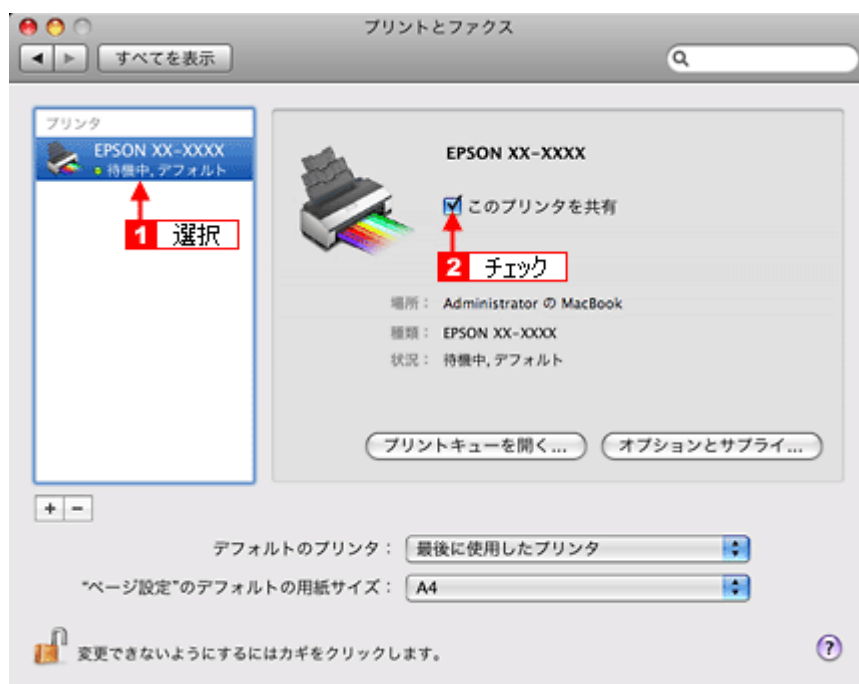 プリントとファクス
すべてを表示
プリンタ
EPSON XX-XXXX
待機中, デフォルト
1 選択
EPSON XX-XXXX
このプリンタを共有
2 チェック
場所： Administrator の MacBook
種類： EPSON XX-XXXX
状況： 待機中, デフォルト
プリントキューを開く... オプションとサプライ...
+ −
デフォルトのプリンタ： 最後に使用したプリンタ
“ページ設定”のデフォルトの用紙サイズ： A4
変更できないようにするにはカギをクリックします。 ?